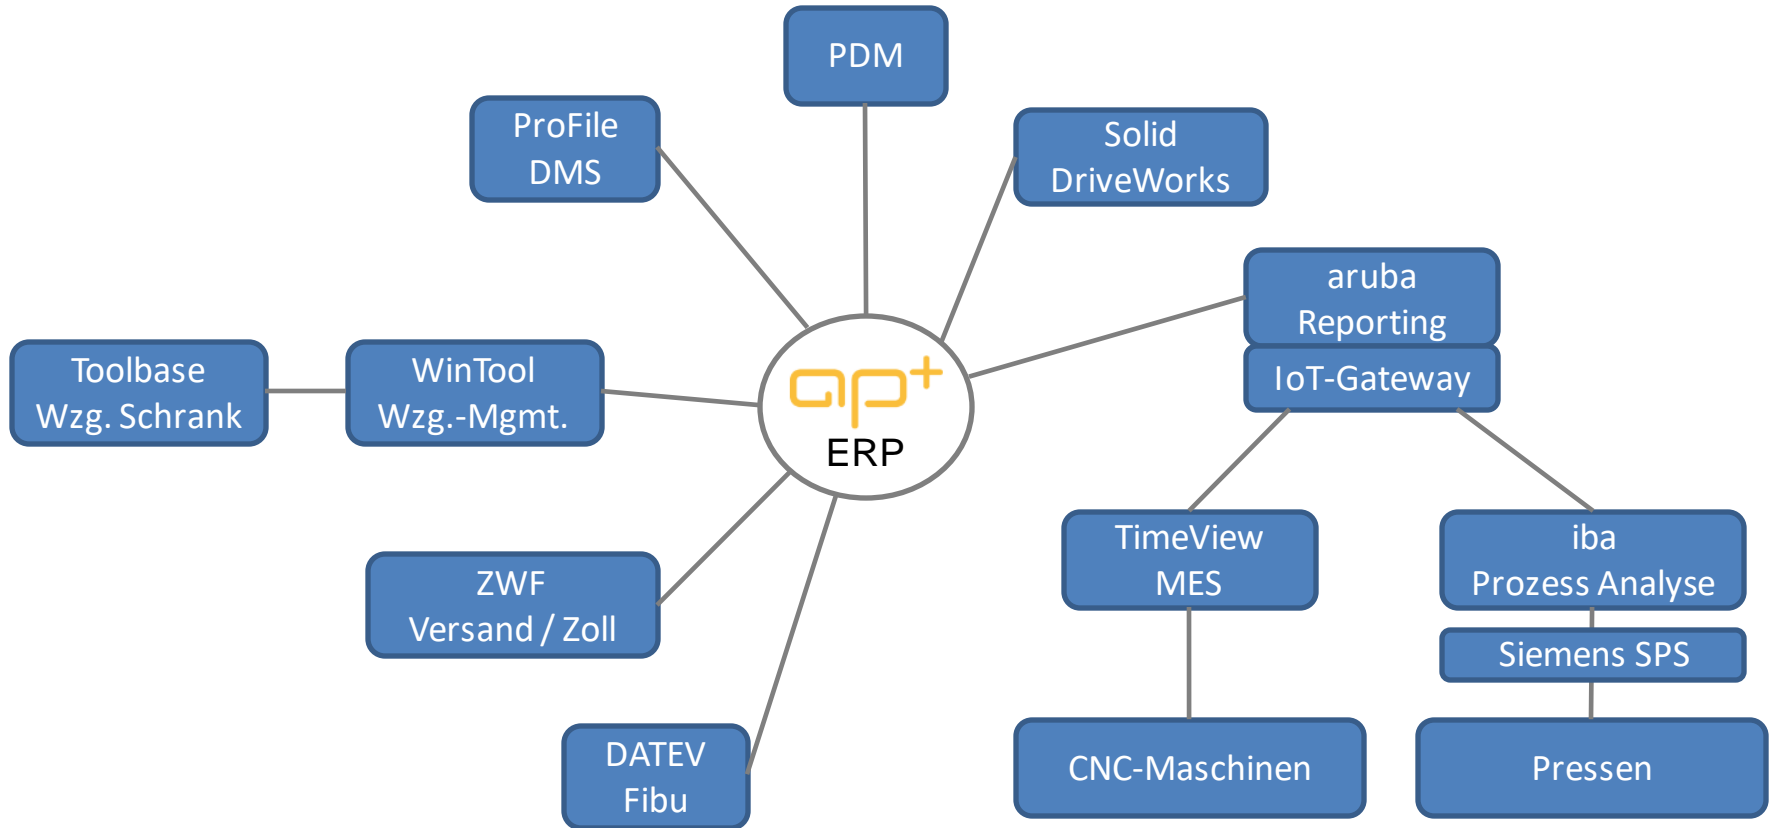 PDM
ProFile
DMS
Solid
DriveWorks
aruba
Reporting
IoT-Gateway
Toolbase
Wzg. Schrank
WinTool
Wzg.-Mgmt.
ap+
ERP
TimeView
MES
iba
Prozess Analyse
ZWF
Versand / Zoll
Siemens SPS
DATEV
Fibu
CNC-Maschinen
Pressen